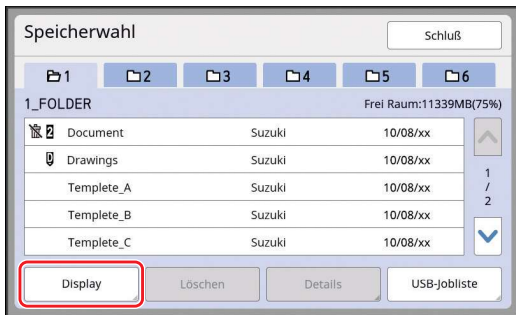 Speicherwahl Schluß
1 2 3 4 5 6
1_FOLDER Frei Raum:11339MB(75%)
2 Document Suzuki 10/08/xx
Drawings Suzuki 10/08/xx
Templete_A Suzuki 10/08/xx
Templete_B Suzuki 10/08/xx
Templete_C Suzuki 10/08/xx
1
/
2
Display Löschen Details USB-Jobliste